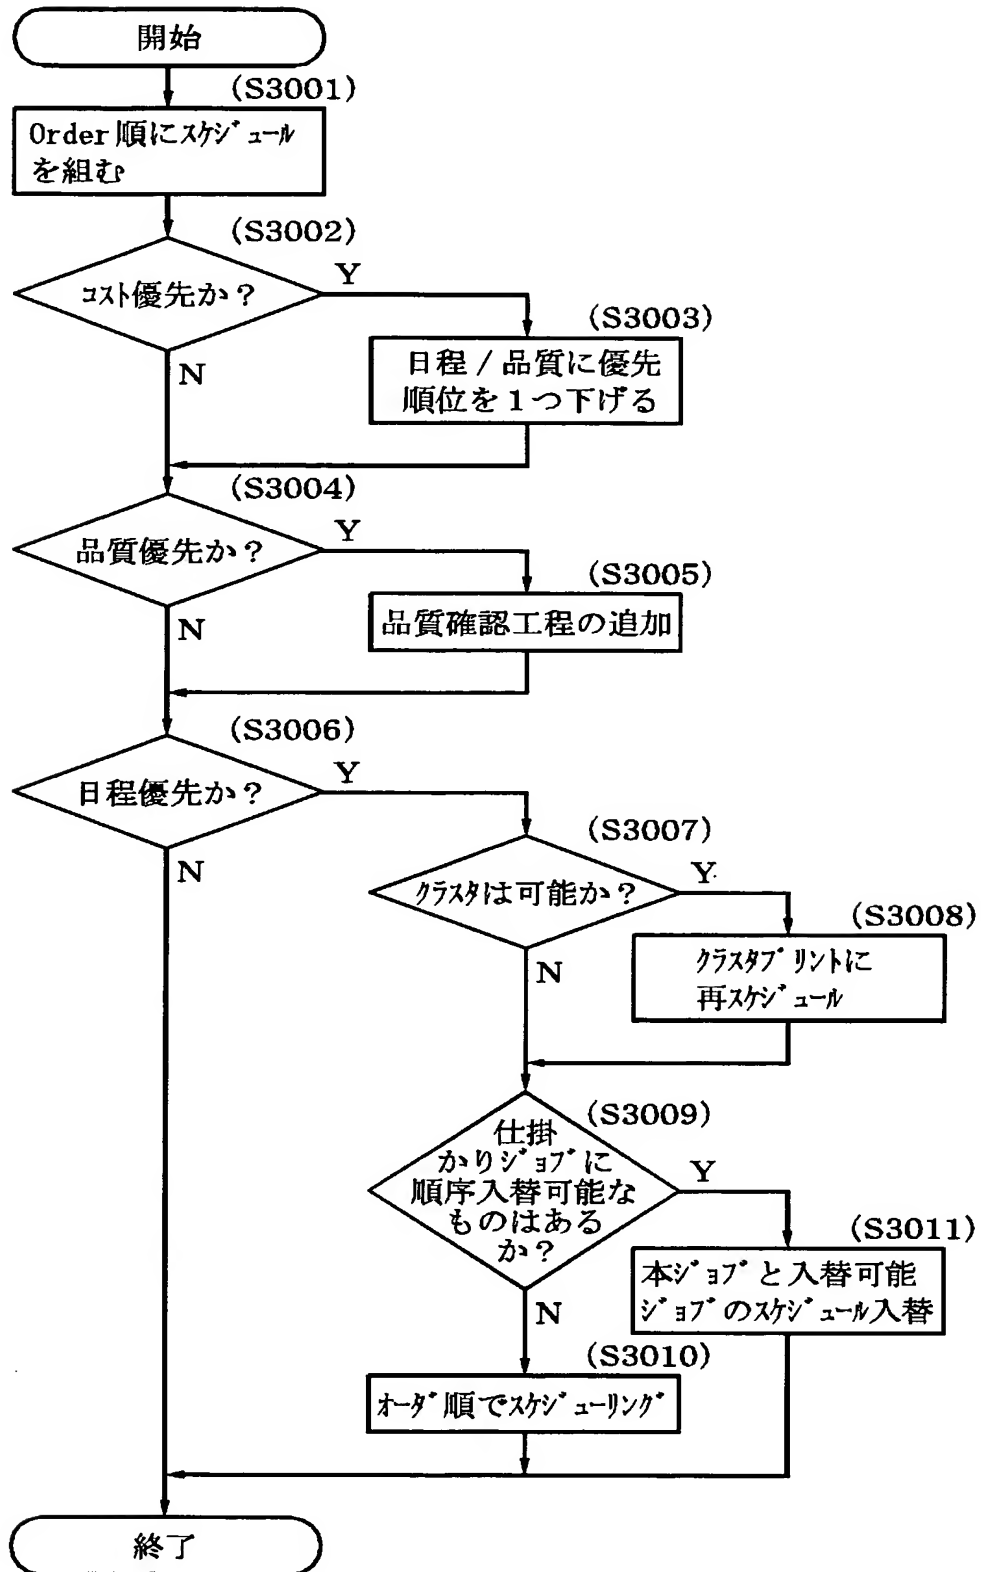 開始
(S3001)
Order順にスケジュール
を組む
(S3002)
コスト優先か？
Y
N
(S3003)
日程／品質に優先
順位を１つ下げる
(S3004)
品質優先か？
Y
N
(S3005)
品質確認工程の追加
(S3006)
日程優先か？
Y
N
(S3007)
クラスタは可能か？
Y
N
(S3008)
クラスタプリントに
再スケジュール
(S3009)
仕掛
かりジョブに
順序入替可能な
ものはある
か？
Y
N
(S3011)
本ジョブと入替可能
ジョブのスケジュール入替
(S3010)
オーダ順でスケジューリング
終了